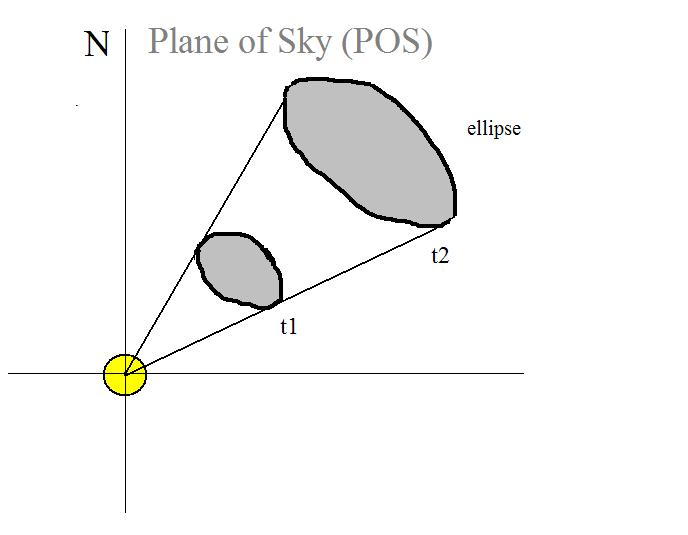 N Plane of Sky (POS)
ellipse
t2
t1